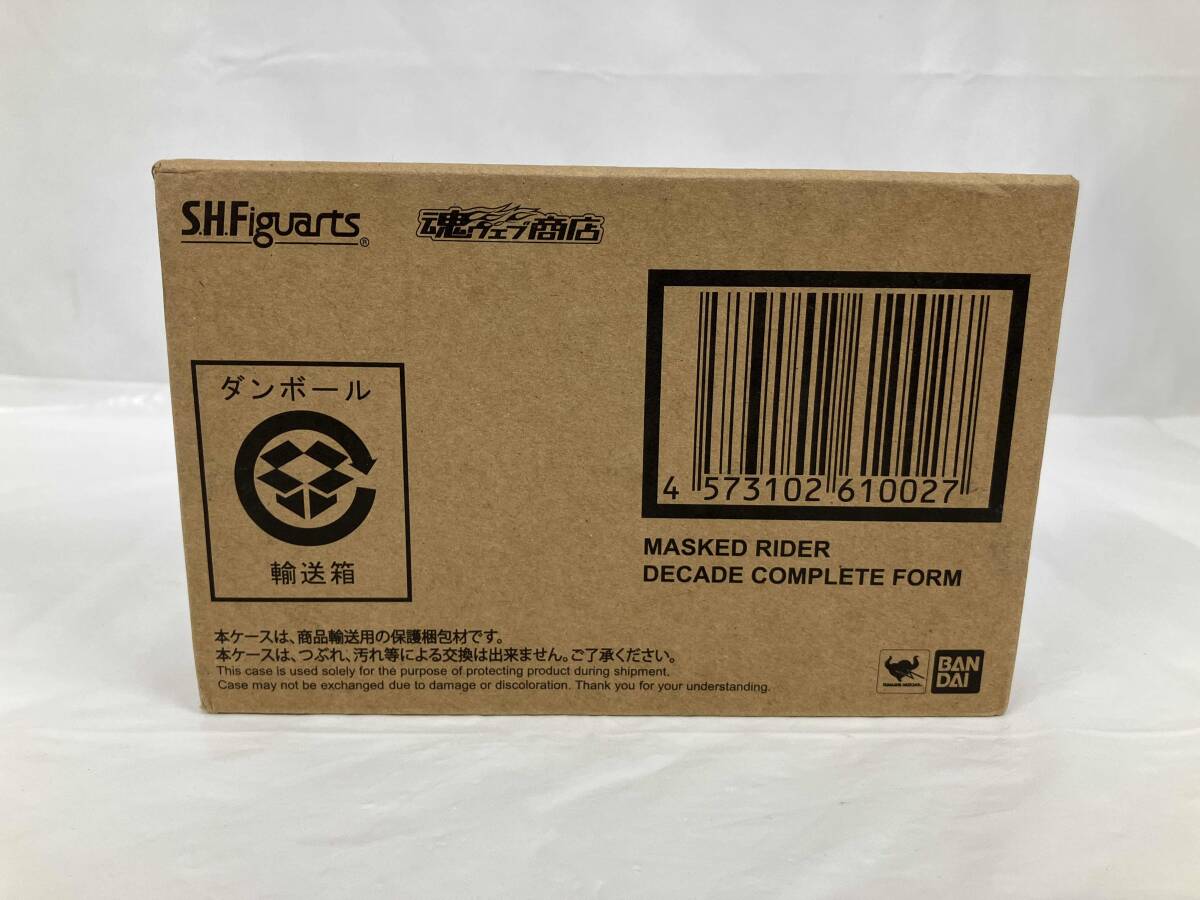 S.H.Figuarts®
魂ウェブ商店
ダンボール
輸送箱
4 573102 610027
MASKED RIDER
DECADE COMPLETE FORM
本ケースは、商品輸送用の保護梱包材です。
本ケースは、つぶれ、汚れ等による交換は出来ません。ご了承ください。
This case is used solely for the purpose of protecting product during shipment.
Case may not be exchanged due to damage or discoloration. Thank you for your understanding.
BAN
DAI